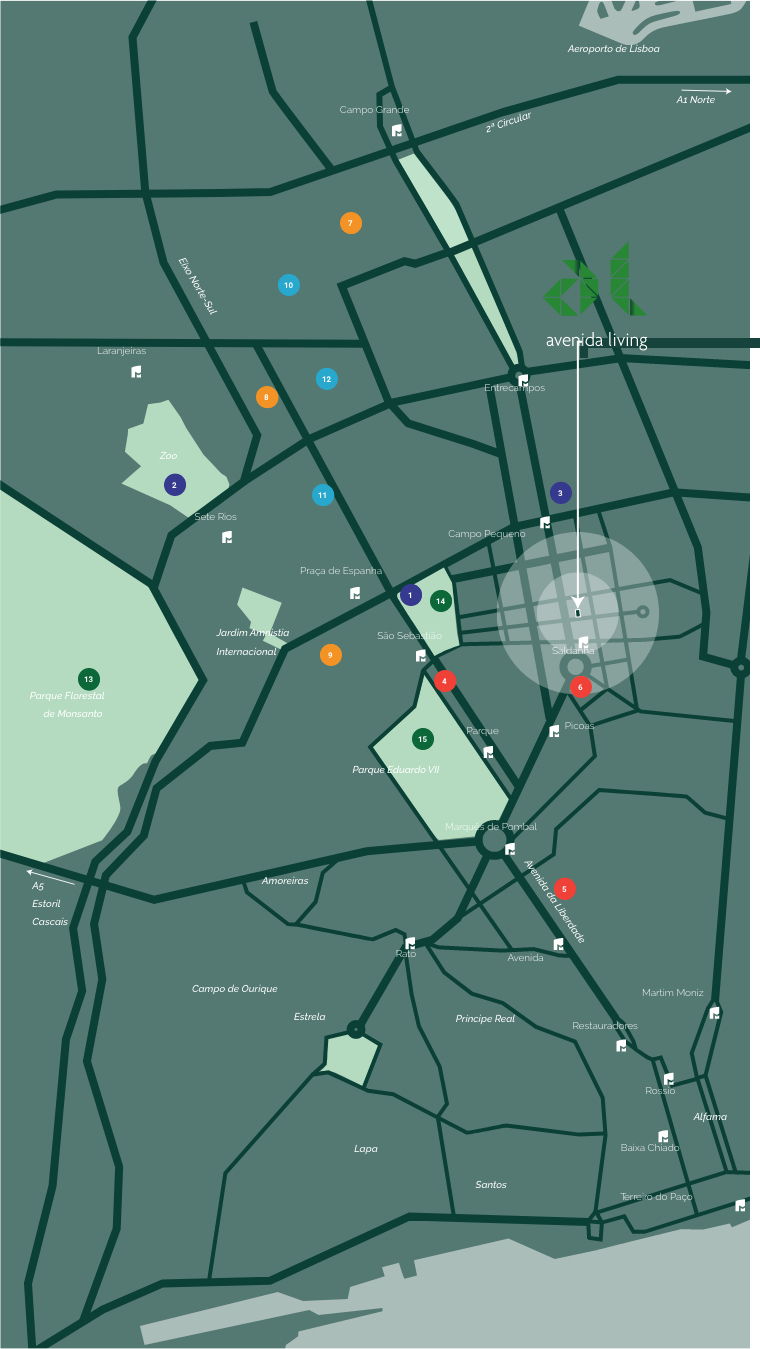 Aeroporto de Lisboa
A1 Norte
Campo Grande
2ª Circular
7
Eixo Norte-Sul
10
avenida living
Laranjeiras
12
Entrecampos
8
Zoo
2
11
3
Sete Rios
Campo Pequeno
Praça de Espanha
1
14
Jardim Amnistia
Internacional
São Sebastião
9
Saldanha
13
4
6
Parque Florestal
de Monsanto
15
Parque
Picoas
Parque Eduardo VII
Marquês de Pombal
A5
Estoril
Cascais
Amoreiras
5
Avenida da Liberdade
Rato
Avenida
Campo de Ourique
Martim Moniz
Estrela
Principe Real
Restauradores
Rossio
Alfama
Lapa
Baixa Chiado
Santos
Terreiro do Paço